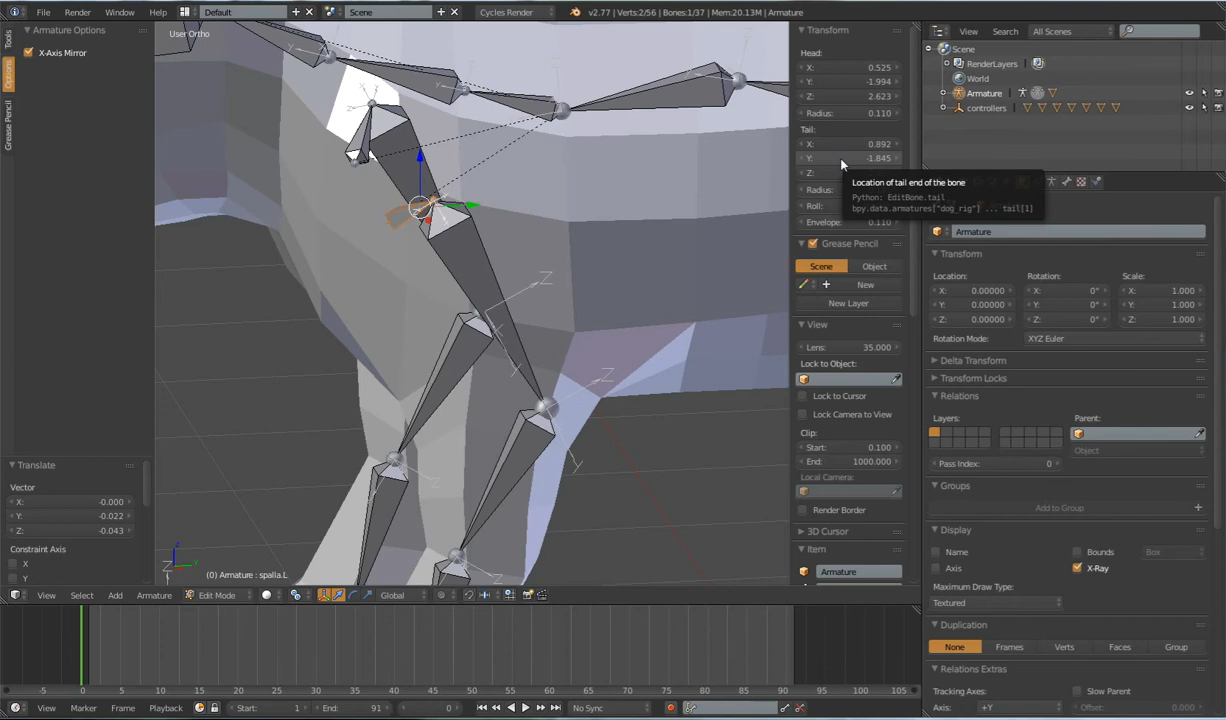 File Render Window Help Default Scene Cycles Render v2.77 | Verts:2/56 | Bones:1/37 | Mem:20.13M | Armature
Tools
Options
Grease Pencil
Armature Options
X-Axis Mirror
Translate
Vector
X: -0.000
Y: -0.022
Z: -0.043
Constraint Axis
X
Y
User Ortho
(0) Armature : spalla.L
Transform
Head:
X: 0.525
Y: -1.994
Z: 2.623
Radius: 0.110
Tail:
X: 0.892
Y: -1.845
Z:
Radius:
Roll:
Envelope: 0.110
Location of tail end of the bone
Python: EditBone.tail
bpy.data.armatures["dog_rig"] ... tail[1]
Grease Pencil
Scene Object
New
New Layer
View
Lens: 35.000
Lock to Object:
Lock to Cursor
Lock Camera to View
Clip:
Start: 0.100
End: 1000.000
Local Camera:
Render Border
3D Cursor
Item
Armature
View Search All Scenes
Scene
RenderLayers
World
Armature
controllers
Armature
Transform
Location: Rotation: Scale:
X: 0.00000 X: 0° X: 1.000
Y: 0.00000 Y: 0° Y: 1.000
Z: 0.00000 Z: 0° Z: 1.000
Rotation Mode: XYZ Euler
Delta Transform
Transform Locks
Relations
Layers: Parent:
Object
Pass Index: 0
Groups
Add to Group
Display
Name Bounds Box
Axis X-Ray
Maximum Draw Type:
Textured
Duplication
None Frames Verts Faces Group
Relations Extras
Tracking Axes: Slow Parent
Axis: +Y Offset: 0.000
View Select Add Armature Edit Mode Global
-5 0 5 10 15 20 25 30 35 40 45 50 55 60 65 70 75 80 85 90 95 100 105
View Marker Frame Playback Start: 1 End: 91 0 No Sync